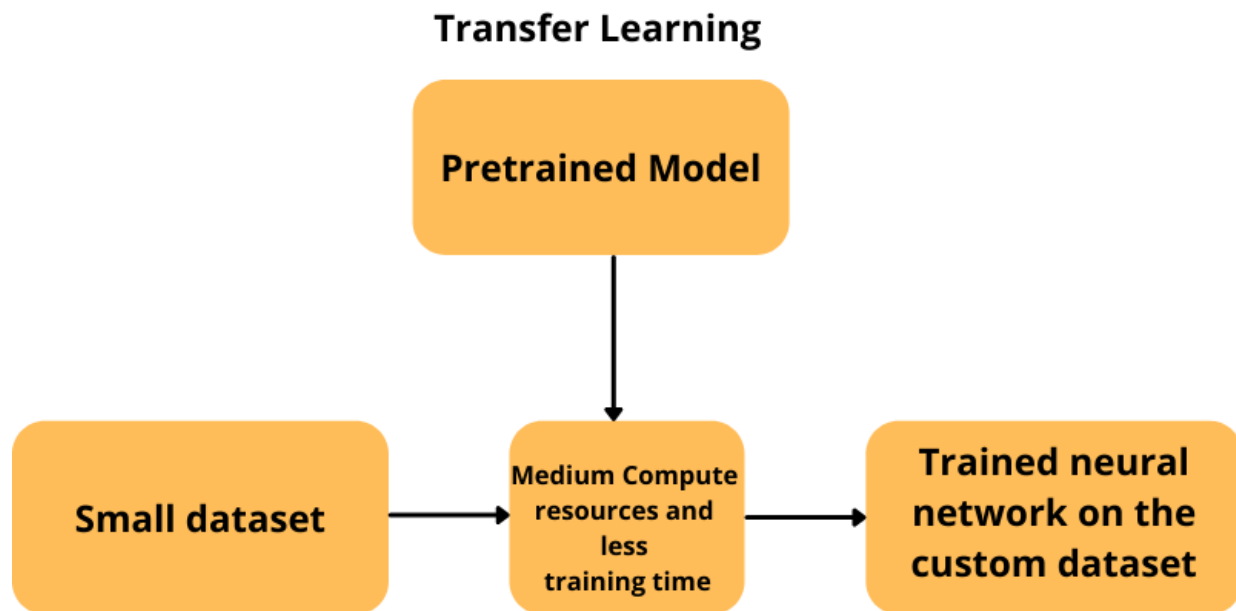 Transfer Learning
Pretrained Model
Small dataset
Medium Compute
resources and
less
training time
Trained neural
network on the
custom dataset